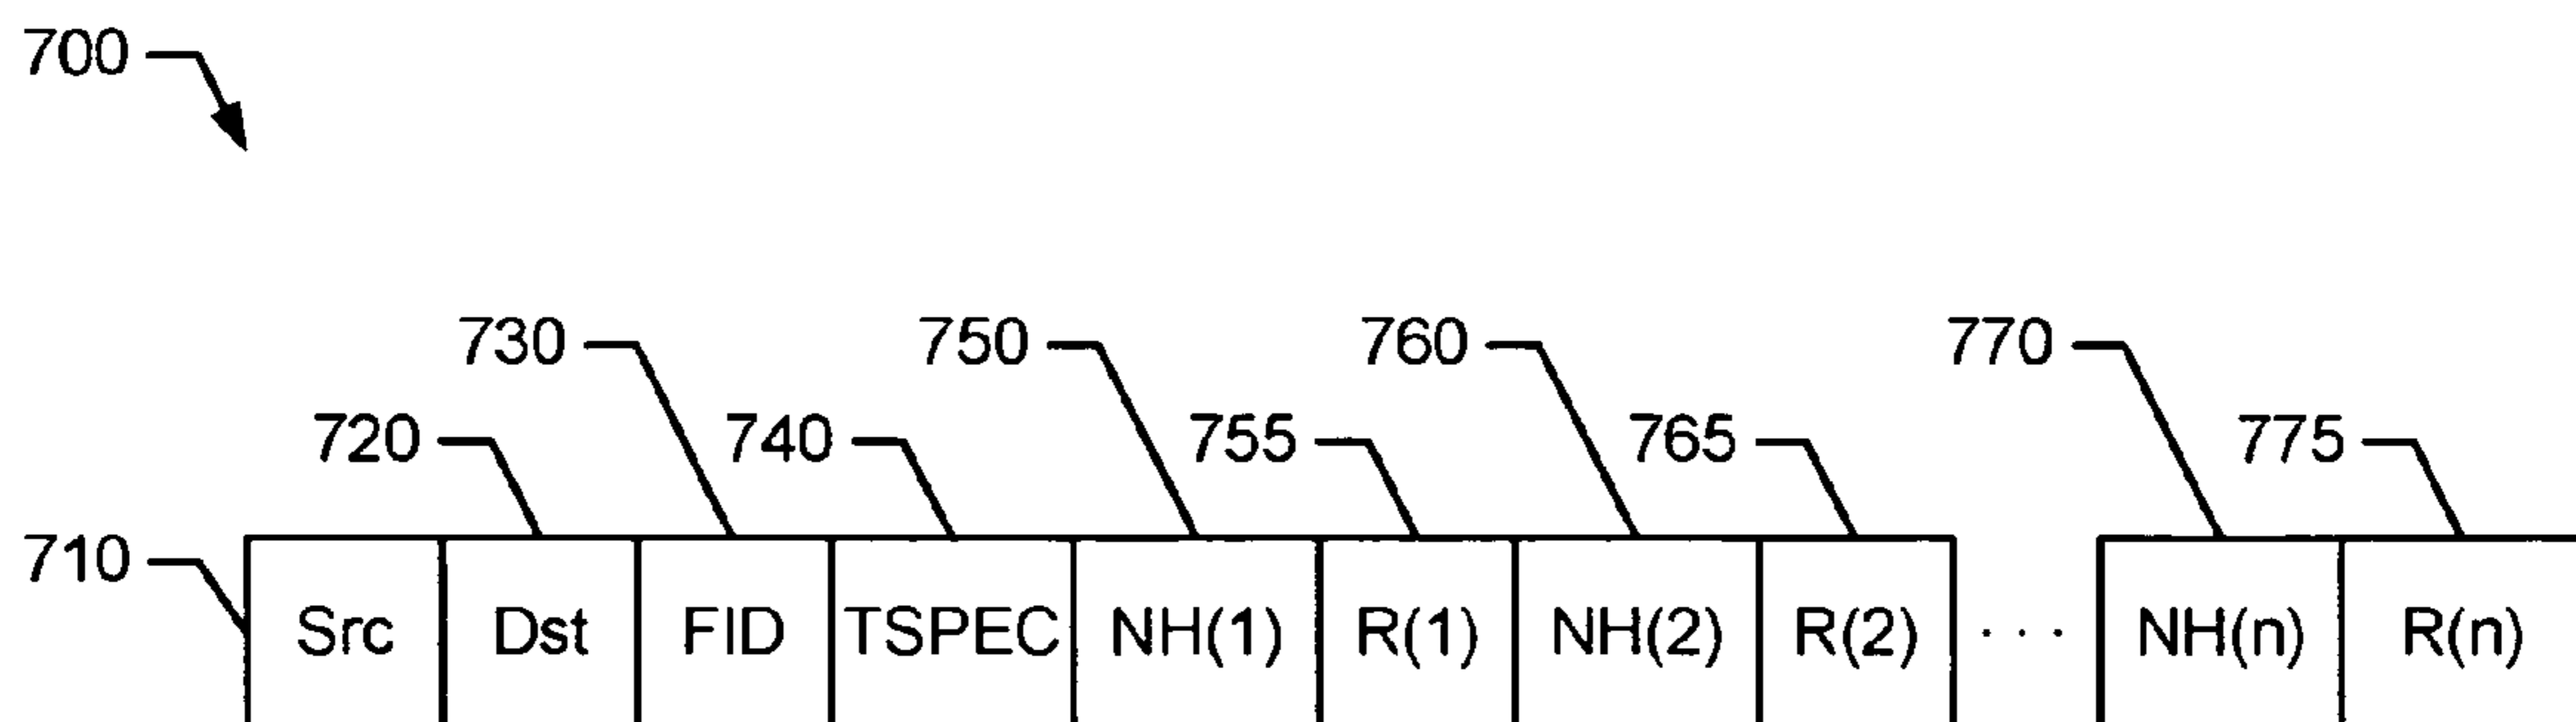 700
730 750 760 770
720 740 755 765 775
710
Src Dst FID TSPEC NH(1) R(1) NH(2) R(2) . . . NH(n) R(n)